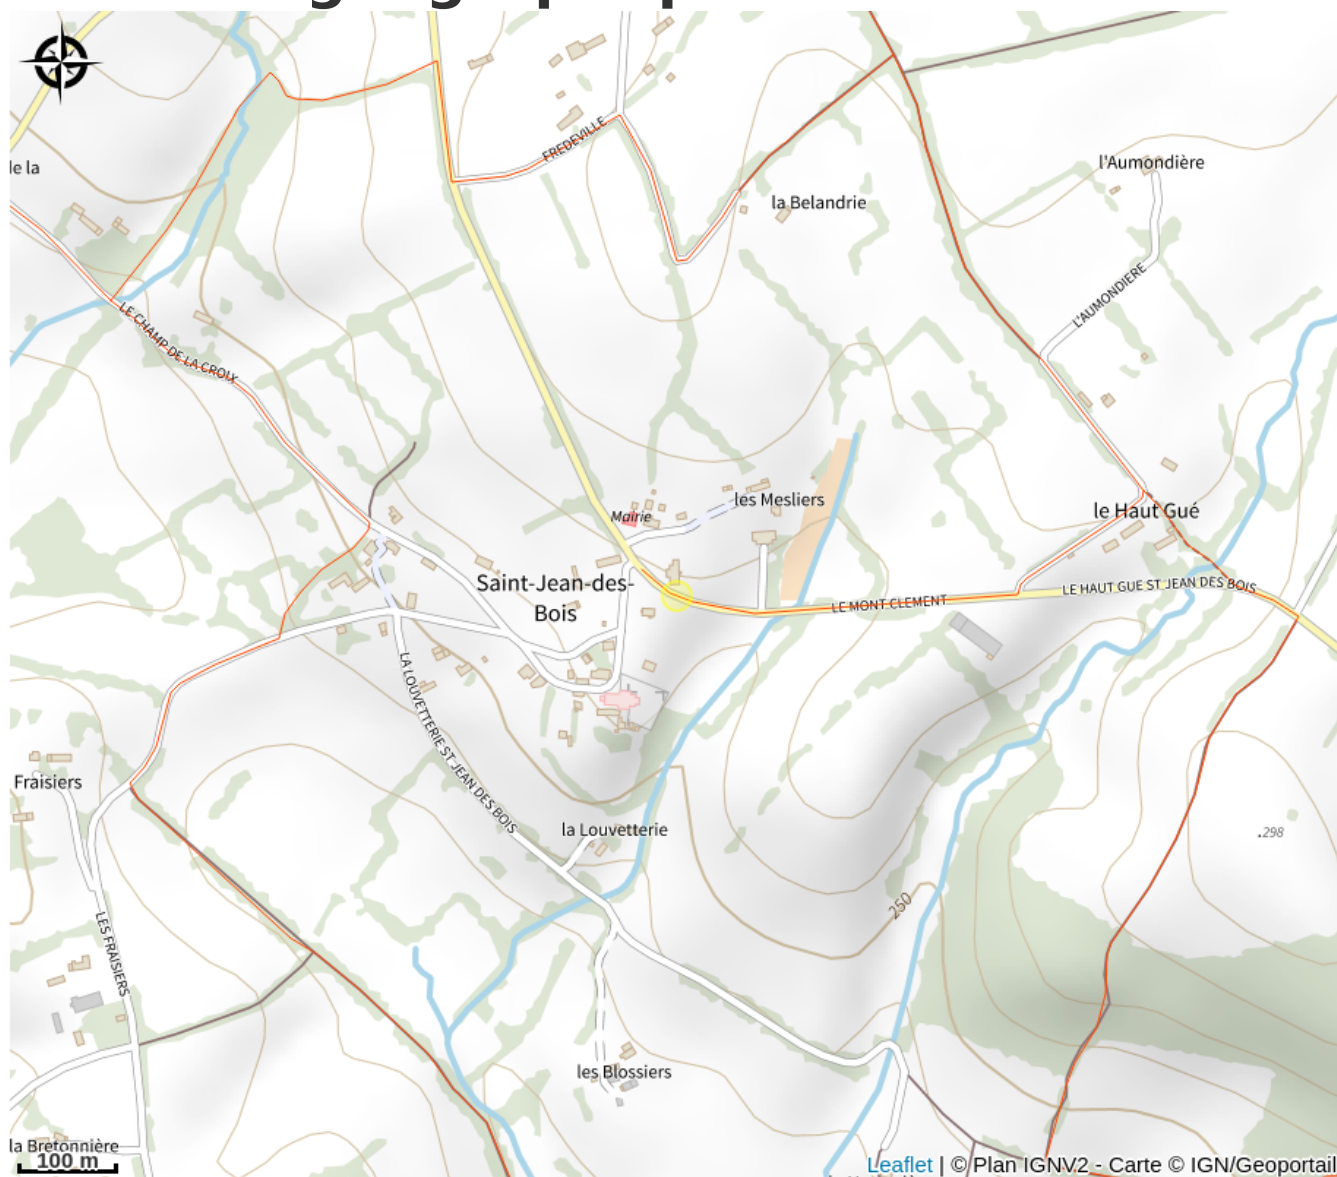 de la
FREDEVILLE
l'Aumondière
la Belandrie
L'AUMONDIERE
LE CHAMP DE LA CROIX
les Mesliers
Mairie
le Haut Gué
Saint-Jean-des-
Bois
LE MONT CLEMENT
LE HAUT GUE ST JEAN DES BOIS
LA LOUVETTERIE ST JEAN DES BOIS
Fraisiers
la Louvetterie
.298
250
LES FRAISIERS
les Blossiers
la Bretonnière
100 m
Leaflet | © Plan IGNV2 - Carte © IGN/Geoportail